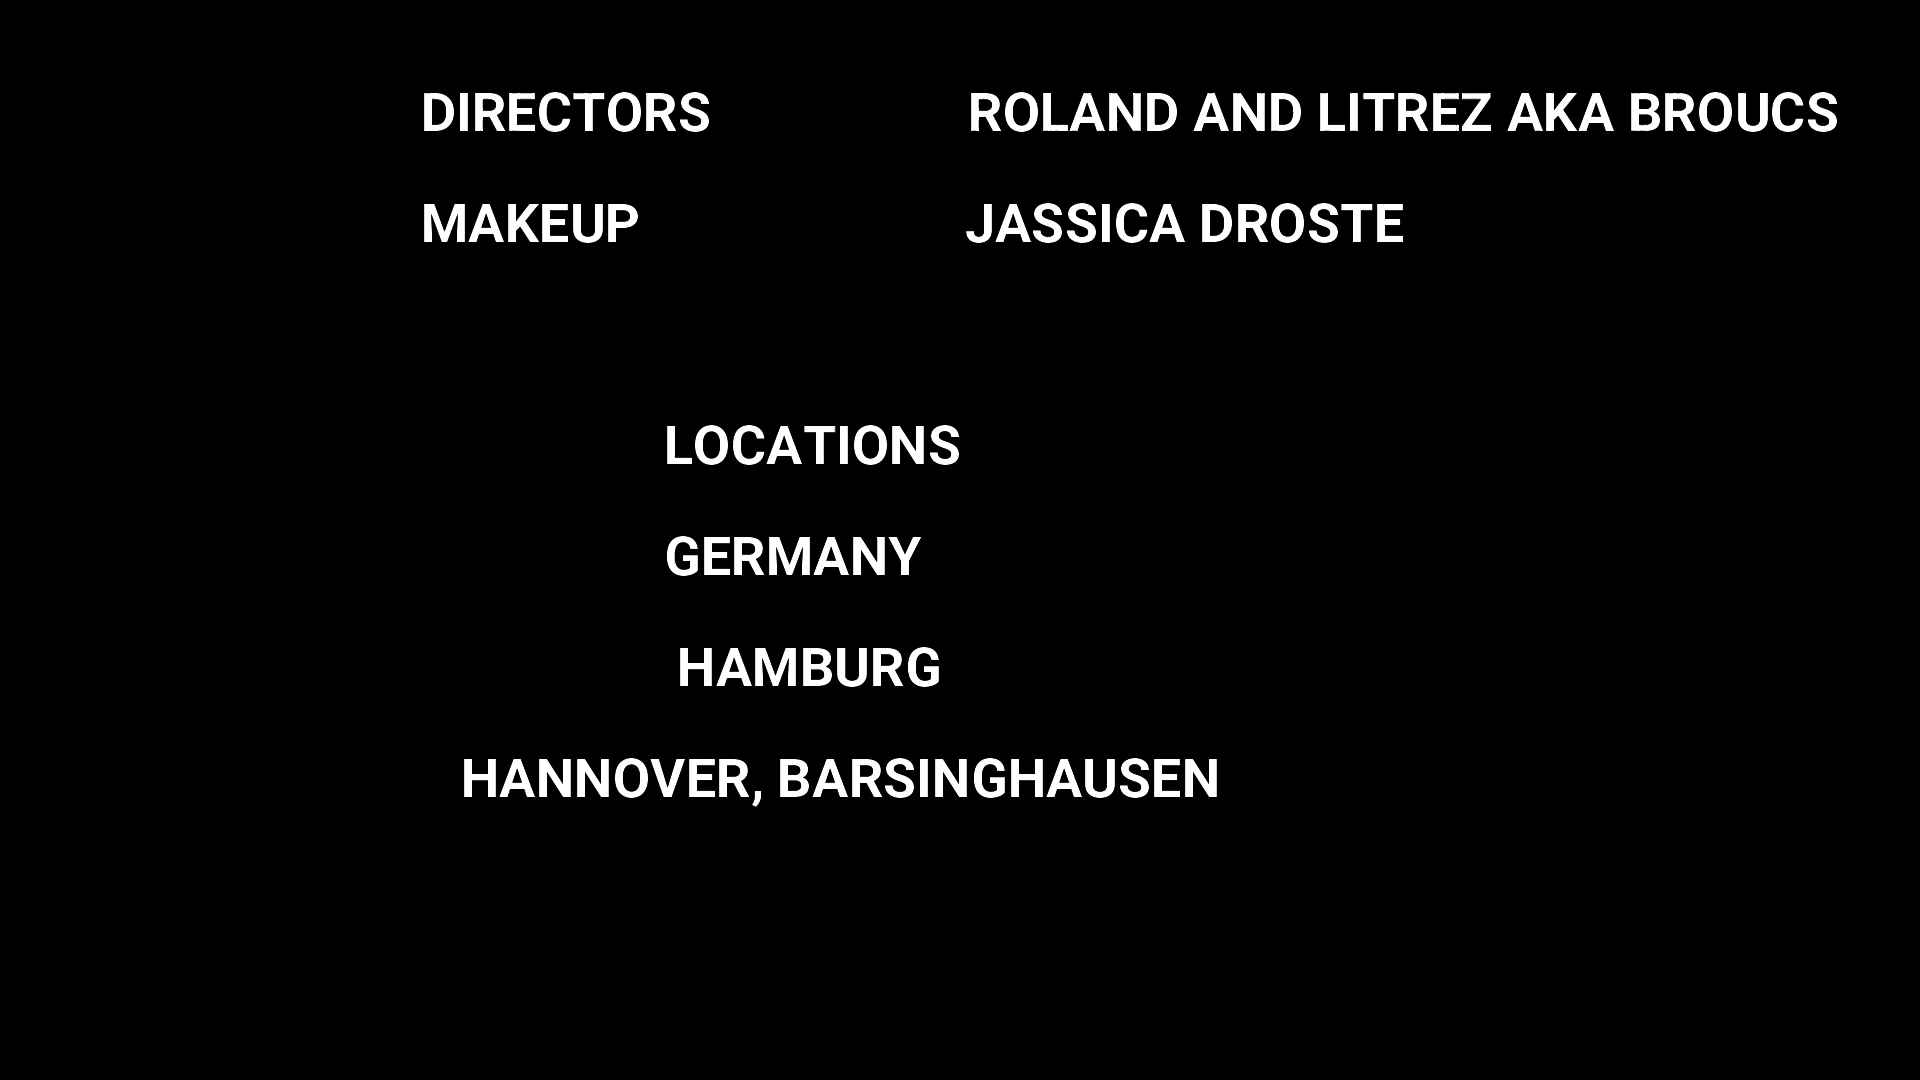 DIRECTORS ROLAND AND LITREZ AKA BROUCS
MAKEUP JASSICA DROSTE
LOCATIONS
GERMANY
HAMBURG
HANNOVER, BARSINGHAUSEN